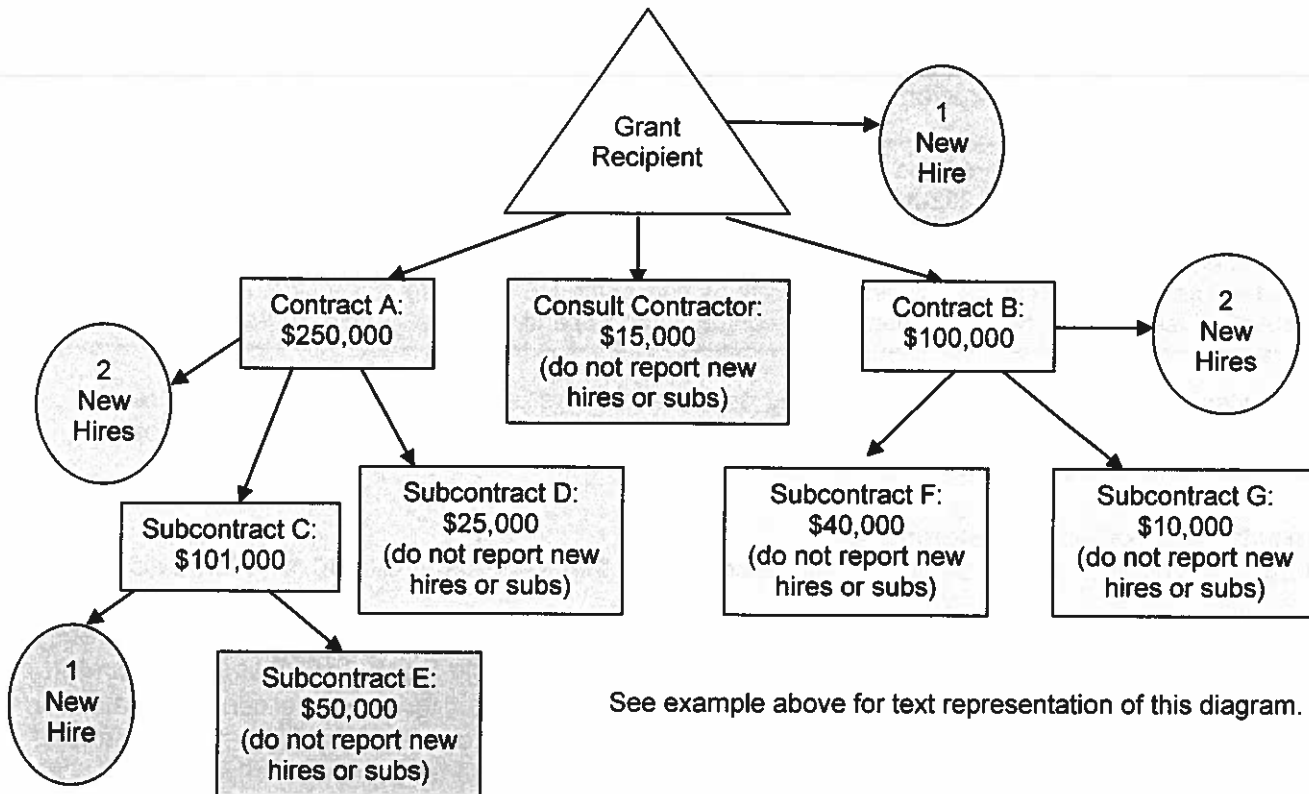 Grant
Recipient
1
New
Hire
Contract A:
$250,000
Consult Contractor:
$15,000
(do not report new
hires or subs)
Contract B:
$100,000
2
New
Hires
2
New
Hires
Subcontract C:
$101,000
Subcontract D:
$25,000
(do not report new
hires or subs)
Subcontract F:
$40,000
(do not report new
hires or subs)
Subcontract G:
$10,000
(do not report new
hires or subs)
1
New
Hire
Subcontract E:
$50,000
(do not report new
hires or subs)
See example above for text representation of this diagram.